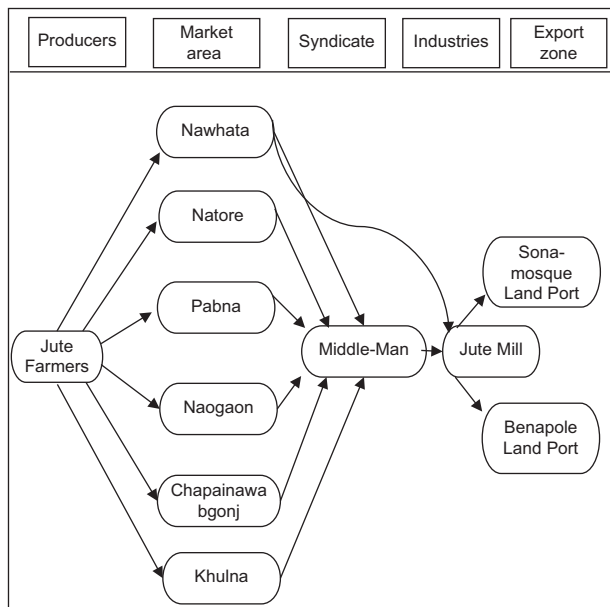 Producers
Market
area
Syndicate
Industries
Export
zone
Nawhata
Natore
Pabna
Naogaon
Chapainawa
bgonj
Khulna
Jute
Farmers
Middle-Man
Jute Mill
Sona-
mosque
Land Port
Benapole
Land Port